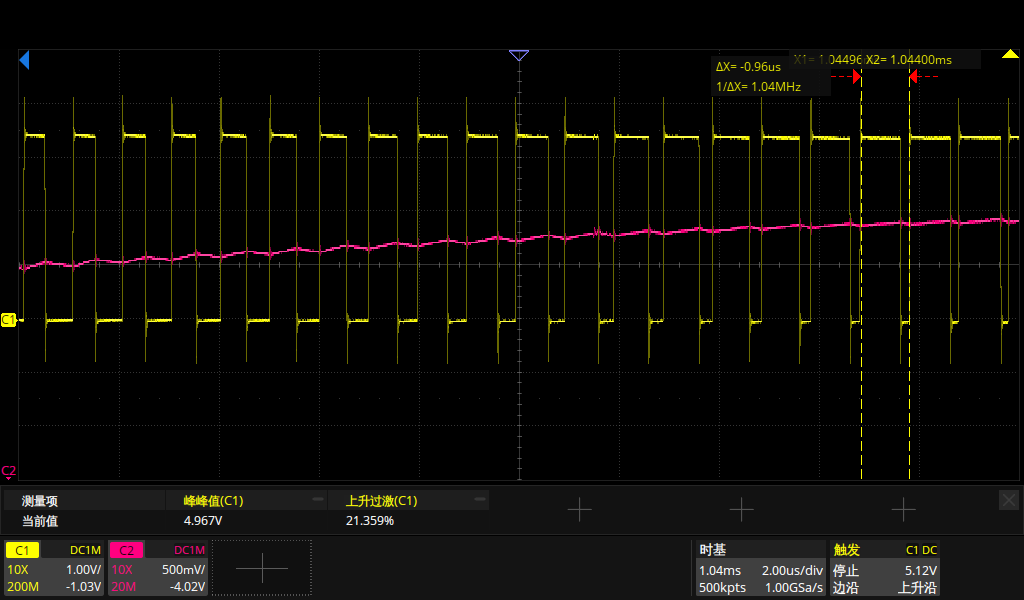 X1= 1.04496 X2= 1.04400ms
ΔX= -0.96us
1/ΔX= 1.04MHz
C1
C2
测量项 峰峰值(C1) 上升过激(C1)
当前值 4.967V 21.359%
C1 DC1M C2 DC1M 时基 触发 C1 DC
10X 1.00V/ 10X 500mV/ 1.04ms 2.00us/div 停止 5.12V
200M -1.03V 20M -4.02V 500kpts 1.00GSa/s 边沿 上升沿